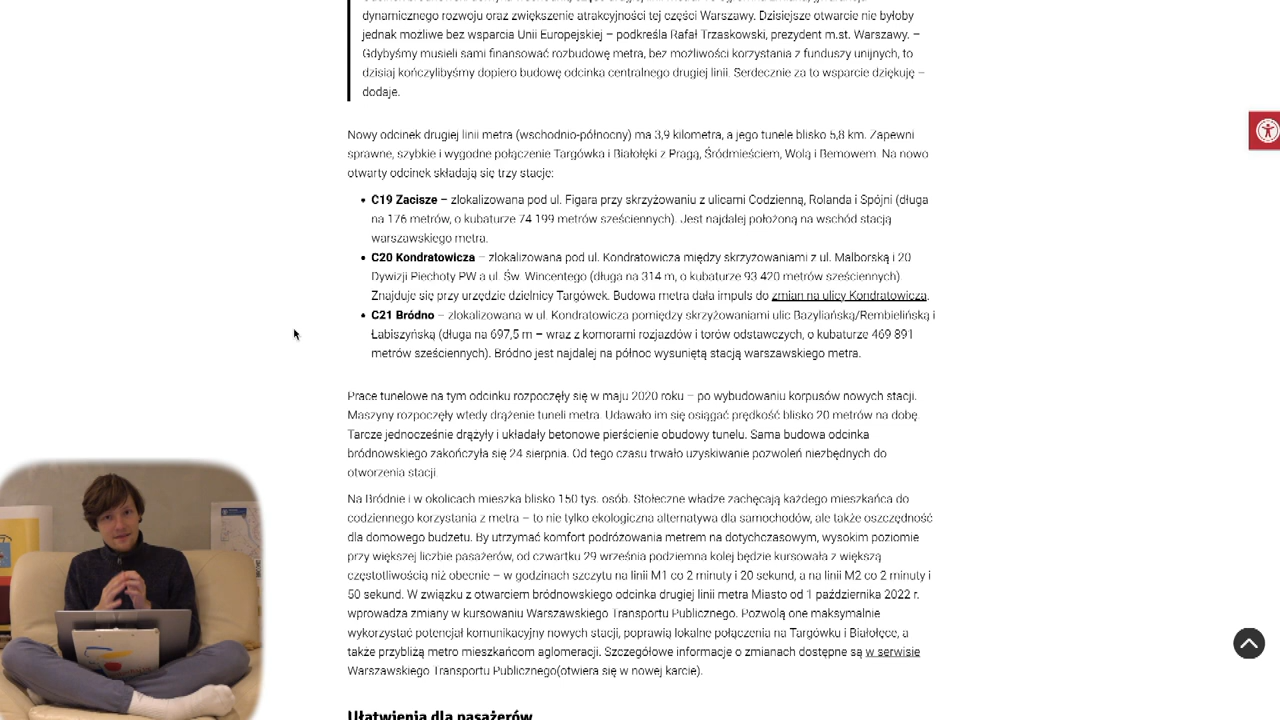 dynamicznego rozwoju oraz zwiększenie atrakcyjności tej części Warszawy. Dzisiejsze otwarcie nie byłoby
jednak możliwe bez wsparcia Unii Europejskiej – podkreśla Rafał Trzaskowski, prezydent m.st. Warszawy. –
Gdybyśmy musieli sami finansować rozbudowę metra, bez możliwości korzystania z funduszy unijnych, to
dzisiaj kończylibyśmy dopiero budowę odcinka centralnego drugiej linii. Serdecznie za to wsparcie dziękuję –
dodaje.
Nowy odcinek drugiej linii metra (wschodnio-północny) ma 3,9 kilometra, a jego tunele blisko 5,8 km. Zapewni
sprawne, szybkie i wygodne połączenie Targówka i Białołęki z Pragą, Śródmieściem, Wolą i Bemowem. Na nowo
otwarty odcinek składają się trzy stacje:
• C19 Zacisze – zlokalizowana pod ul. Figara przy skrzyżowaniu z ulicami Codzienną, Rolanda i Spójni (długa
na 176 metrów, o kubaturze 74 199 metrów sześciennych). Jest najdalej położoną na wschód stacją
warszawskiego metra.
• C20 Kondratowicza – zlokalizowana pod ul. Kondratowicza między skrzyżowaniami z ul. Malborską i 20
Dywizji Piechoty PW a ul. Św. Wincentego (długa na 314 m, o kubaturze 93 420 metrów sześciennych).
Znajduje się przy urzędzie dzielnicy Targówek. Budowa metra dała impuls do zmian na ulicy Kondratowicza.
• C21 Bródno – zlokalizowana w ul. Kondratowicza pomiędzy skrzyżowaniami ulic Bazyliańską/Rembielińską i
Łabiszyńską (długa na 697,5 m – wraz z komorami rozjazdów i torów odstawczych, o kubaturze 469 891
metrów sześciennych). Bródno jest najdalej na północ wysuniętą stacją warszawskiego metra.
Prace tunelowe na tym odcinku rozpoczęły się w maju 2020 roku – po wybudowaniu korpusów nowych stacji.
Maszyny rozpoczęły wtedy drążenie tuneli metra. Udawało im się osiągać prędkość blisko 20 metrów na dobę.
Tarcze jednocześnie drążyły i układały betonowe pierścienie obudowy tunelu. Sama budowa odcinka
bródnowskiego zakończyła się 24 sierpnia. Od tego czasu trwało uzyskiwanie pozwoleń niezbędnych do
otworzenia stacji.
Na Bródnie i w okolicach mieszka blisko 150 tys. osób. Stołeczne władze zachęcają każdego mieszkańca do
codziennego korzystania z metra – to nie tylko ekologiczna alternatywa dla samochodów, ale także oszczędność
dla domowego budżetu. By utrzymać komfort podróżowania metrem na dotychczasowym, wysokim poziomie
przy większej liczbie pasażerów, od czwartku 29 września podziemna kolej będzie kursowała z większą
częstotliwością niż obecnie – w godzinach szczytu na linii M1 co 2 minuty i 20 sekund, a na linii M2 co 2 minuty i
50 sekund. W związku z otwarciem bródnowskiego odcinka drugiej linii metra Miasto od 1 października 2022 r.
wprowadza zmiany w kursowaniu Warszawskiego Transportu Publicznego. Pozwolą one maksymalnie
wykorzystać potencjał komunikacyjny nowych stacji, poprawią lokalne połączenia na Targówku i Białołęce, a
także przybliżą metro mieszkańcom aglomeracji. Szczegółowe informacje o zmianach dostępne są w serwisie
Warszawskiego Transportu Publicznego(otwiera się w nowej karcie).
Ułatwienia dla pasażerów